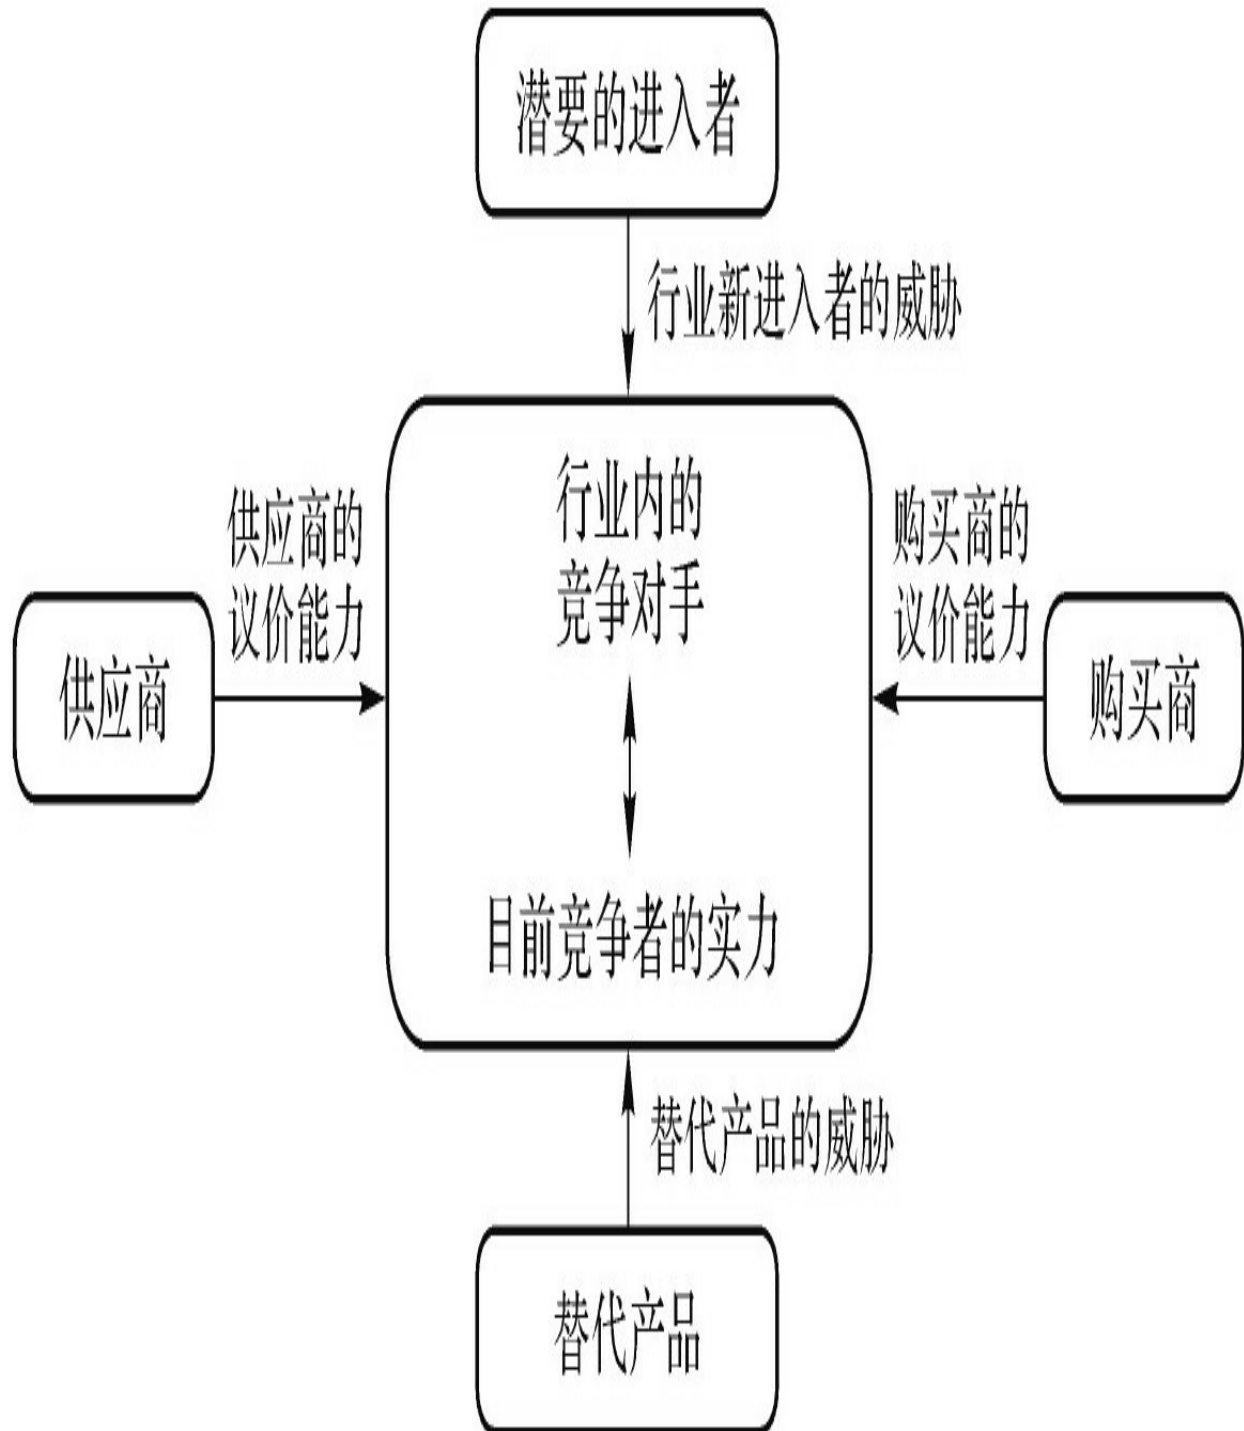 潜要的进入者
行业新进入者的威胁
行业内的
竞争对手
供应商的
议价能力
购买商的
议价能力
供应商
购买商
目前竞争者的实力
替代产品的威胁
替代产品